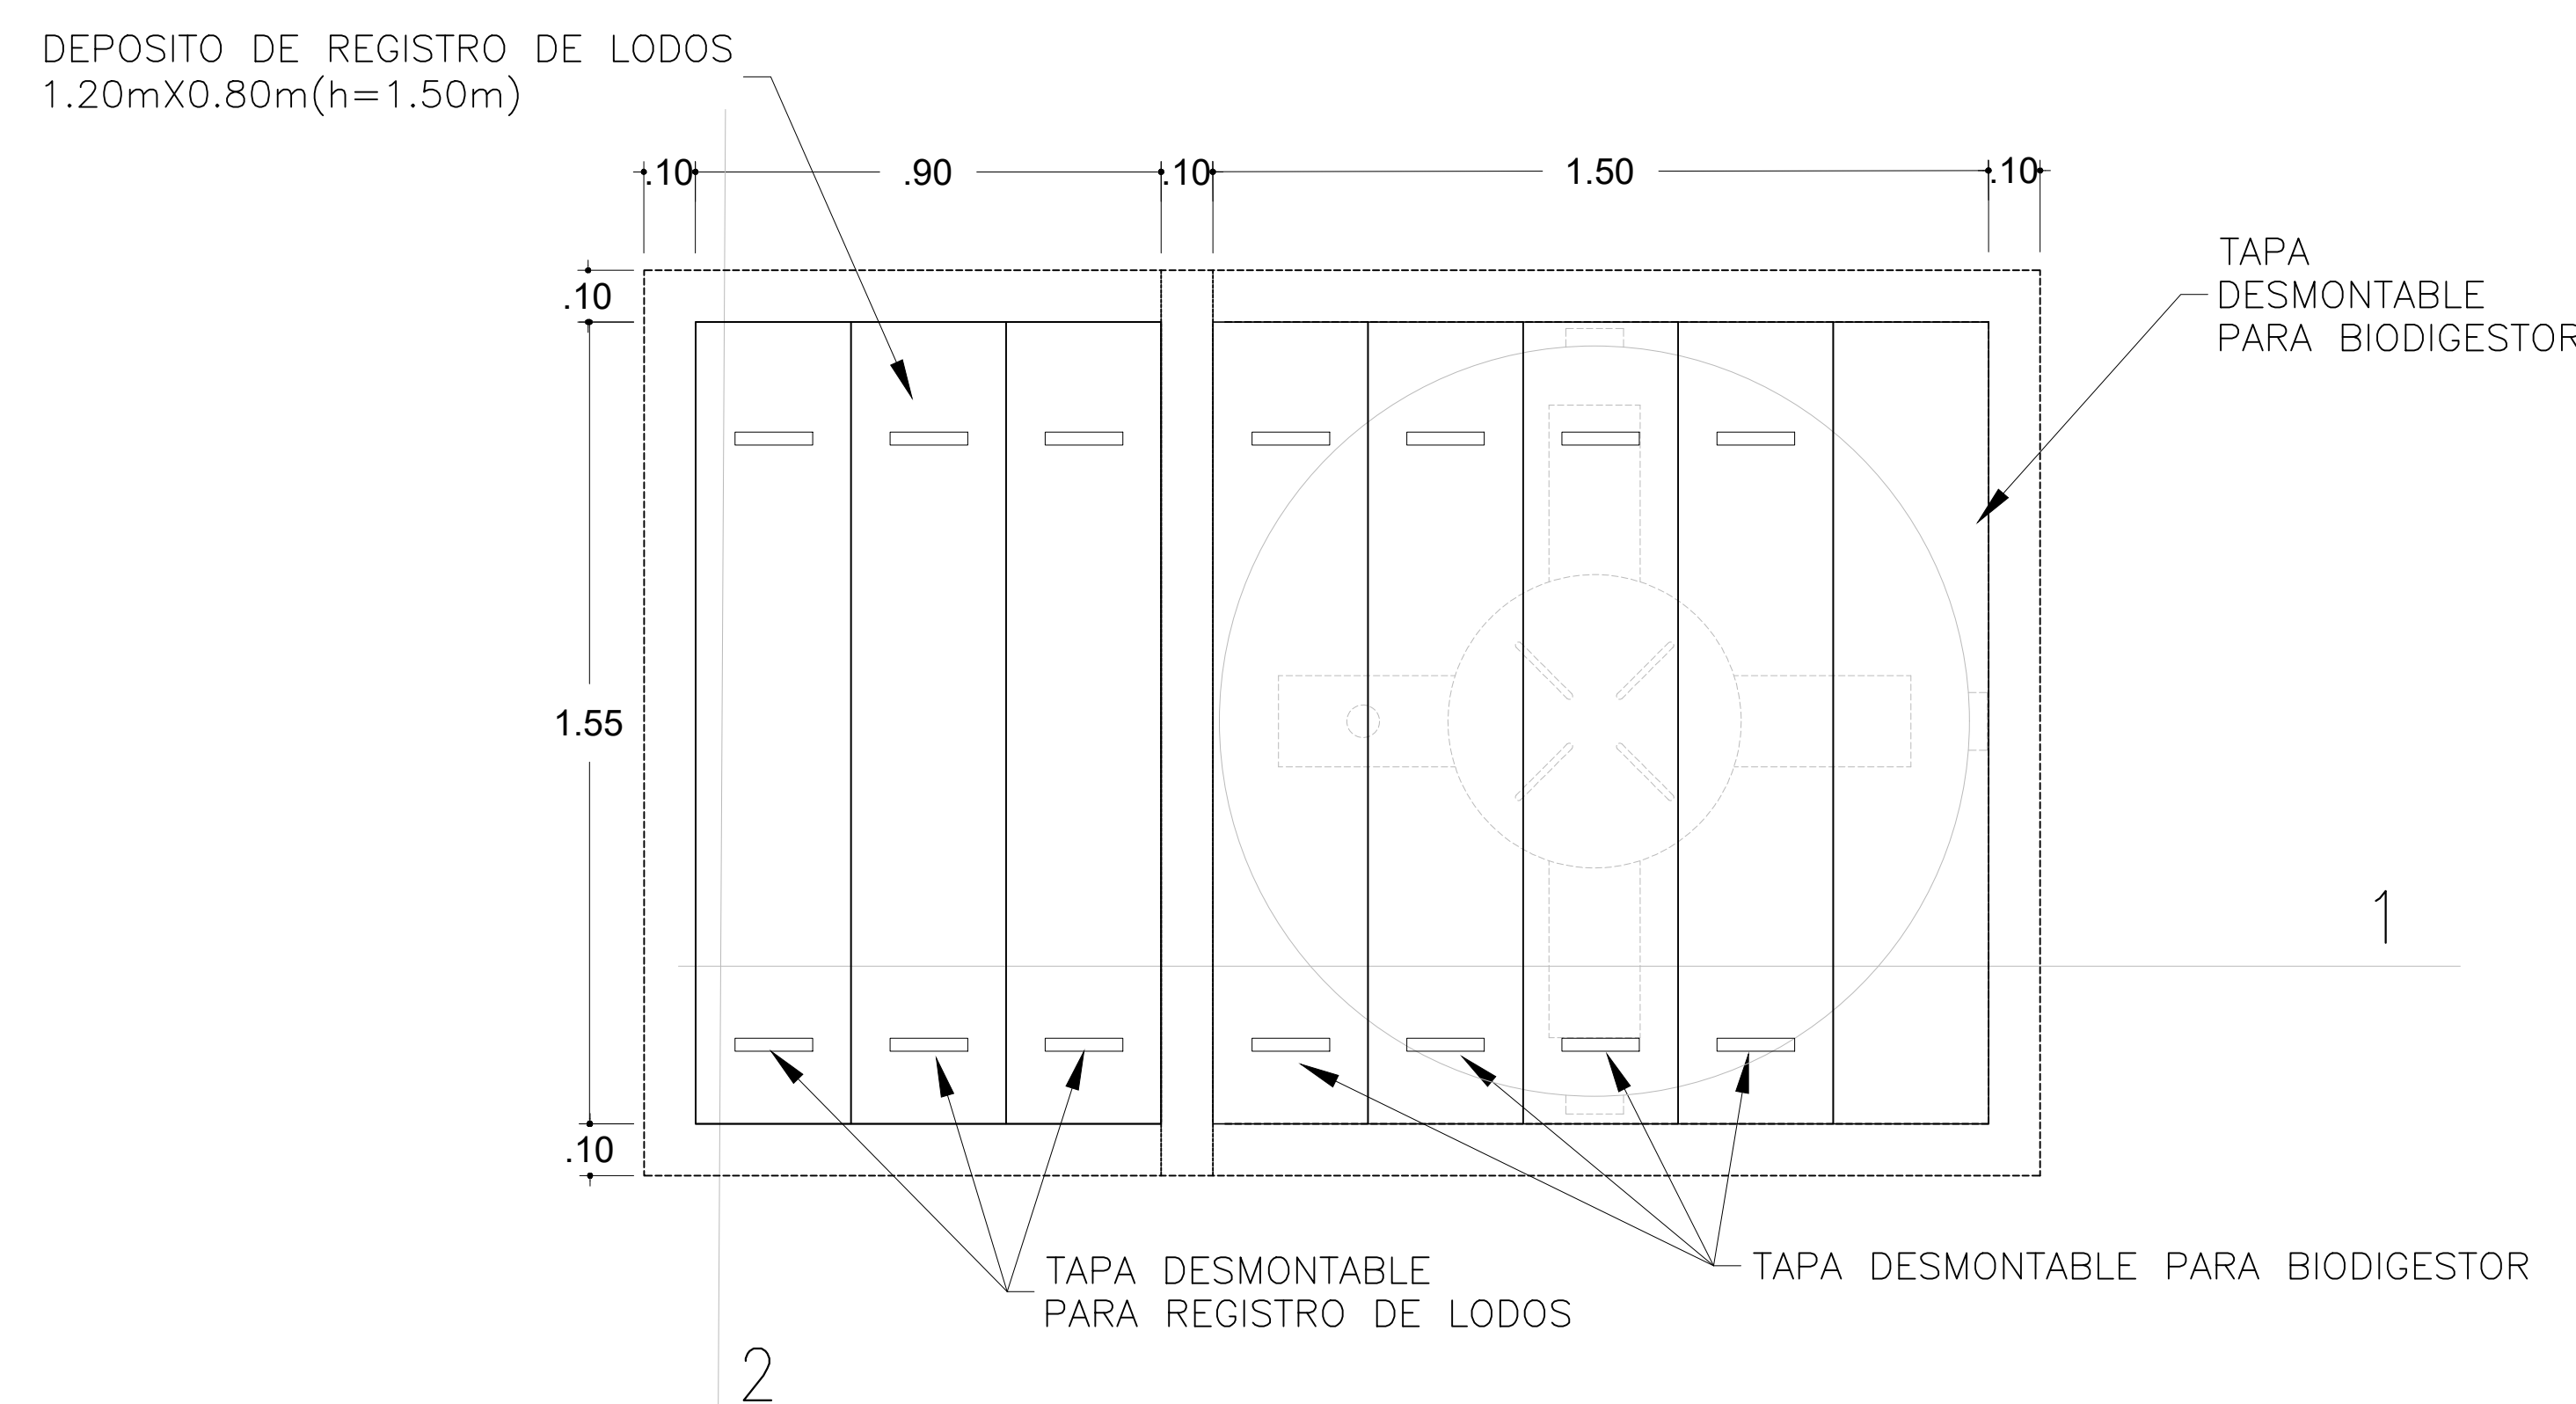 DEPOSITO DE REGISTRO DE LODOS
1.20mX0.80m(h=1.50m)
.10
.90
.10
1.50
.10
TAPA
DESMONTABLE
PARA BIODIGESTOR
.10
1.55
.10
1
TAPA DESMONTABLE
PARA REGISTRO DE LODOS
TAPA DESMONTABLE PARA BIODIGESTOR
2